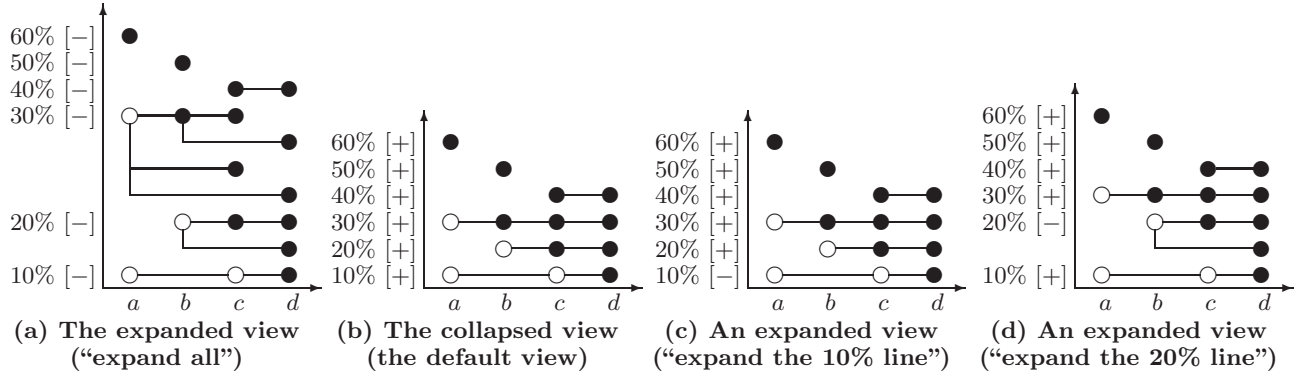 60% [−]
50% [−]
40% [−]
30% [−]
20% [−]
10% [−]
a b c d
(a) The expanded view
(“expand all”)
60% [+]
50% [+]
40% [+]
30% [+]
20% [+]
10% [+]
a b c d
(b) The collapsed view
(the default view)
60% [+]
50% [+]
40% [+]
30% [+]
20% [+]
10% [−]
a b c d
(c) An expanded view
(“expand the 10% line”)
60% [+]
50% [+]
40% [+]
30% [+]
20% [−]
10% [+]
a b c d
(d) An expanded view
(“expand the 20% line”)